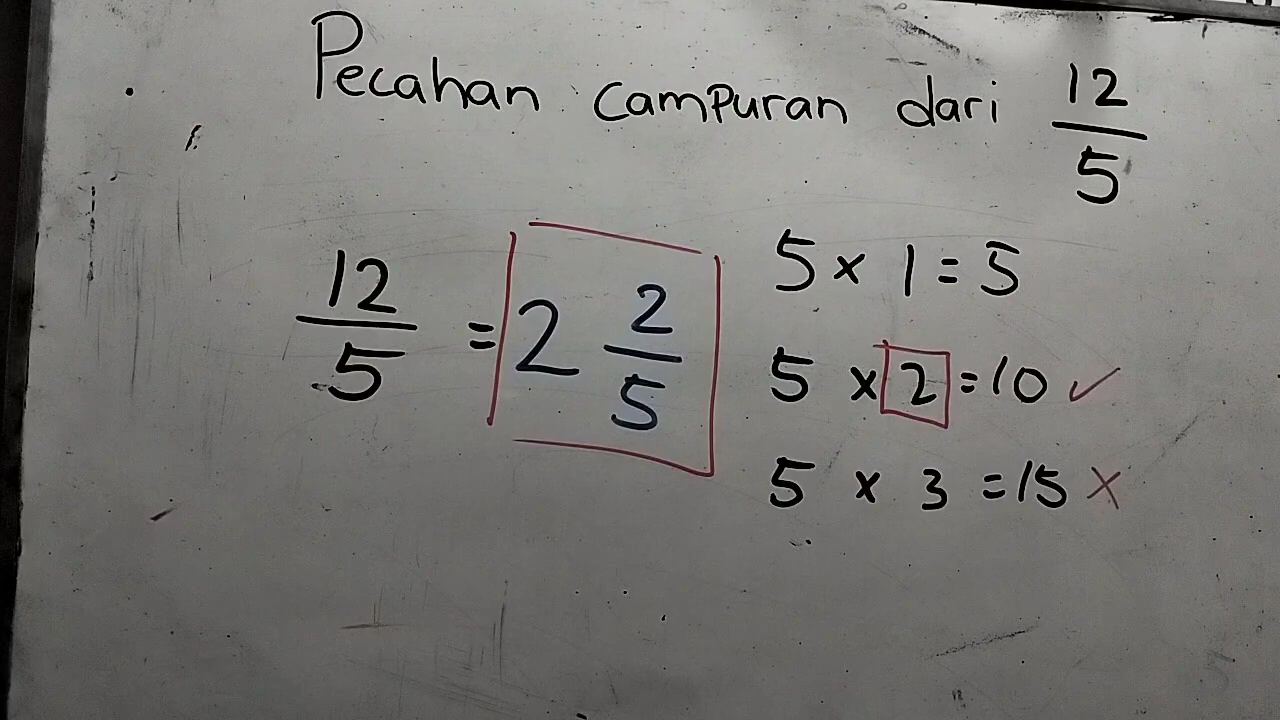 Pecahan campuran dari 12/5
12/5 = 2 2/5
5 x 1 = 5
5 x 2 = 10 ✓
5 x 3 = 15 x